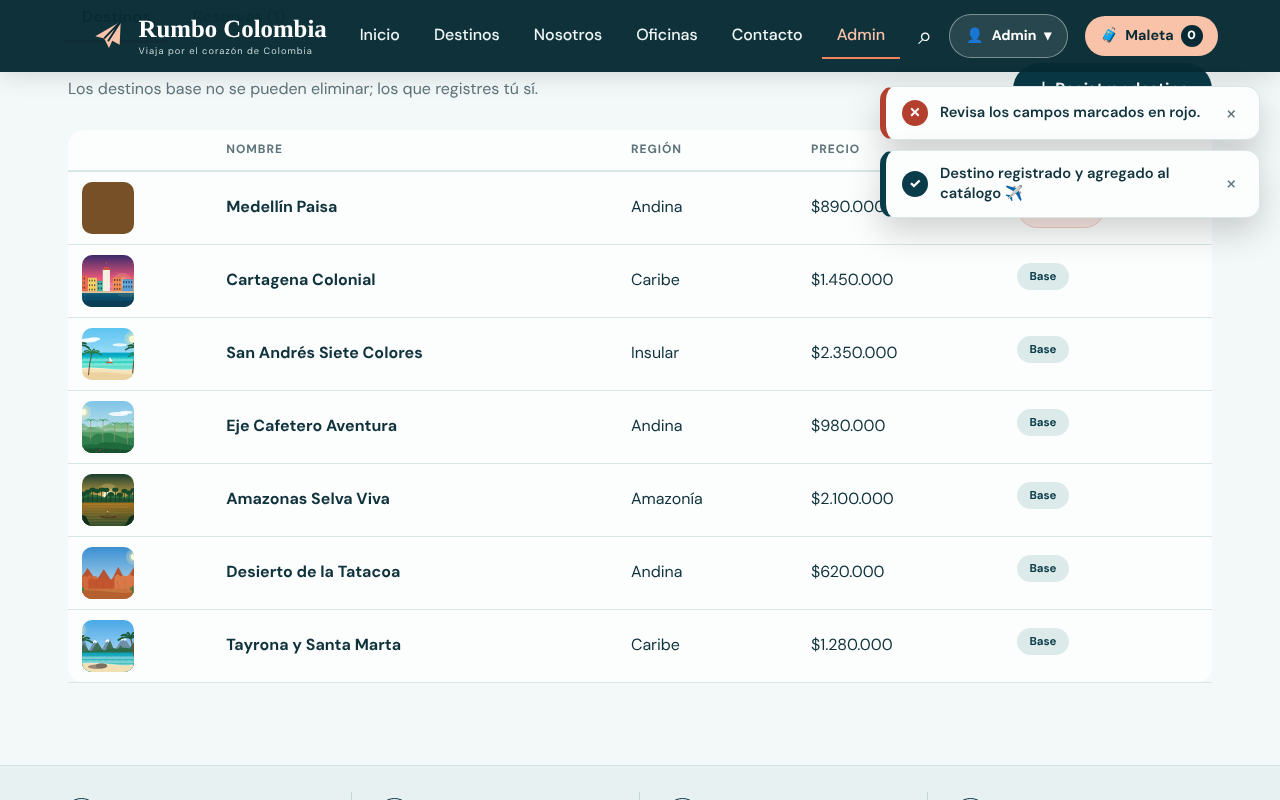 Rumbo Colombia
Viaja por el corazón de Colombia
Inicio
Destinos
Nosotros
Oficinas
Contacto
Admin
Admin ▾
Maleta 0
Los destinos base no se pueden eliminar; los que registres tú sí.
Revisa los campos marcados en rojo. ×
Destino registrado y agregado al
catálogo ✈️ ×
NOMBRE REGIÓN PRECIO
Medellín Paisa Andina $890.000
Cartagena Colonial Caribe $1.450.000 Base
San Andrés Siete Colores Insular $2.350.000 Base
Eje Cafetero Aventura Andina $980.000 Base
Amazonas Selva Viva Amazonía $2.100.000 Base
Desierto de la Tatacoa Andina $620.000 Base
Tayrona y Santa Marta Caribe $1.280.000 Base